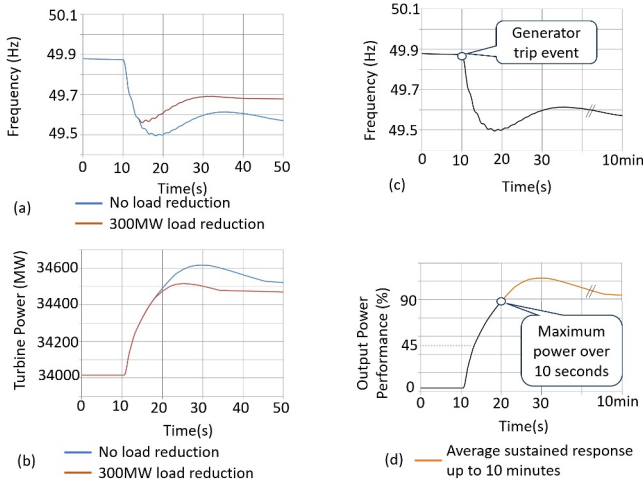 50.1
49.9
49.7
49.5
Frequency (Hz)
0
10
20
30
40
50
Time(s)
(a)
No load reduction
300MW load reduction
50.1
49.9
49.7
49.5
Frequency (Hz)
Generator
trip event
0
10
20
30
10min
Time(s)
(c)
34600
34400
34200
34000
Turbine Power (MW)
0
10
20
30
40
50
Time(s)
(b)
No load reduction
300MW load reduction
90
45
0
Output Power
Performance (%)
Maximum
power over
10 seconds
0
10
20
30
10min
Time(s)
(d)
Average sustained response
up to 10 minutes